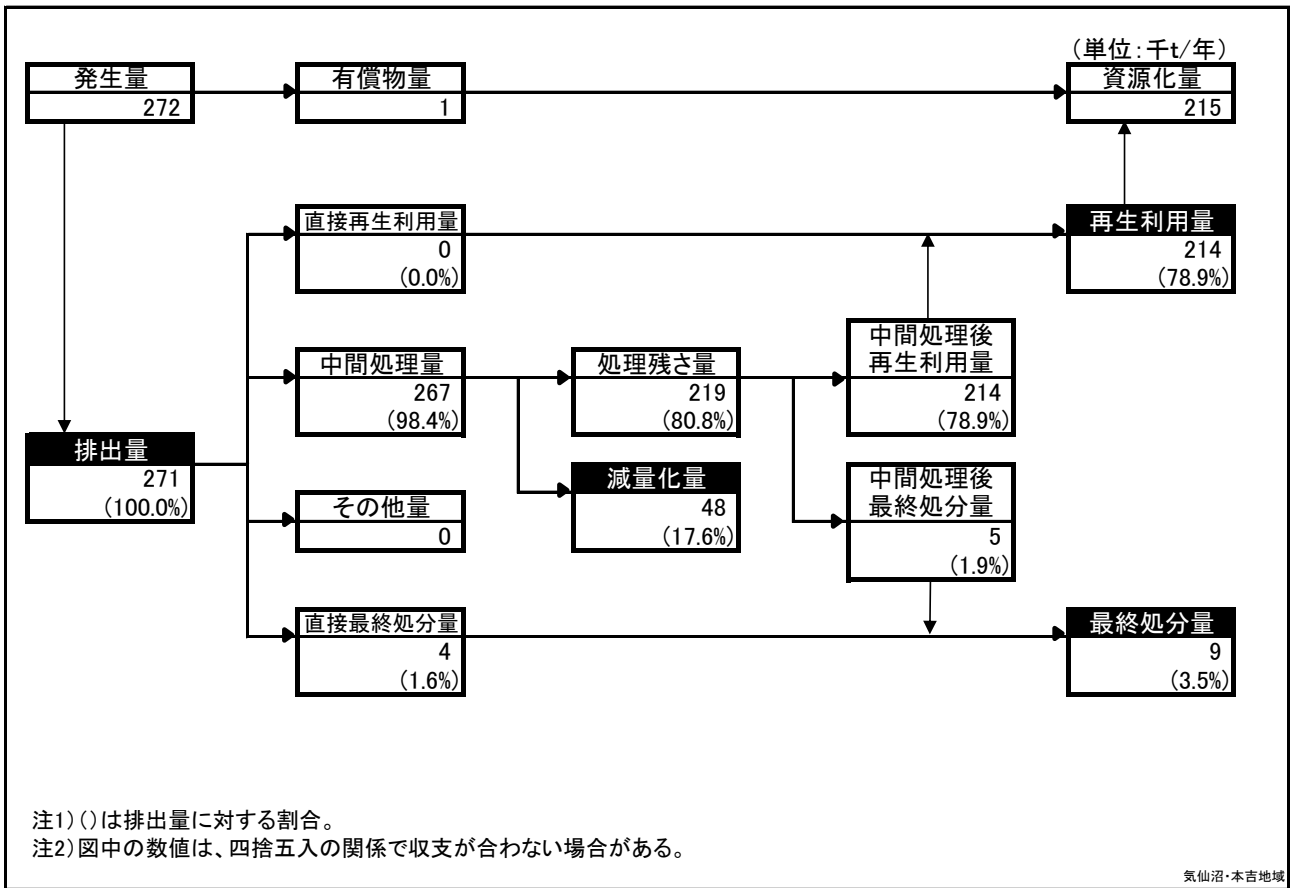 (単位:千t/年)
発生量
272
有償物量
1
資源化量
215
直接再生利用量
0
(0.0%)
再生利用量
214
(78.9%)
中間処理量
267
(98.4%)
処理残さ量
219
(80.8%)
中間処理後
再生利用量
214
(78.9%)
排出量
271
(100.0%)
その他量
0
減量化量
48
(17.6%)
中間処理後
最終処分量
5
(1.9%)
直接最終処分量
4
(1.6%)
最終処分量
9
(3.5%)
注1)()は排出量に対する割合。
注2)図中の数値は、四捨五入の関係で収支が合わない場合がある。
気仙沼・本吉地域